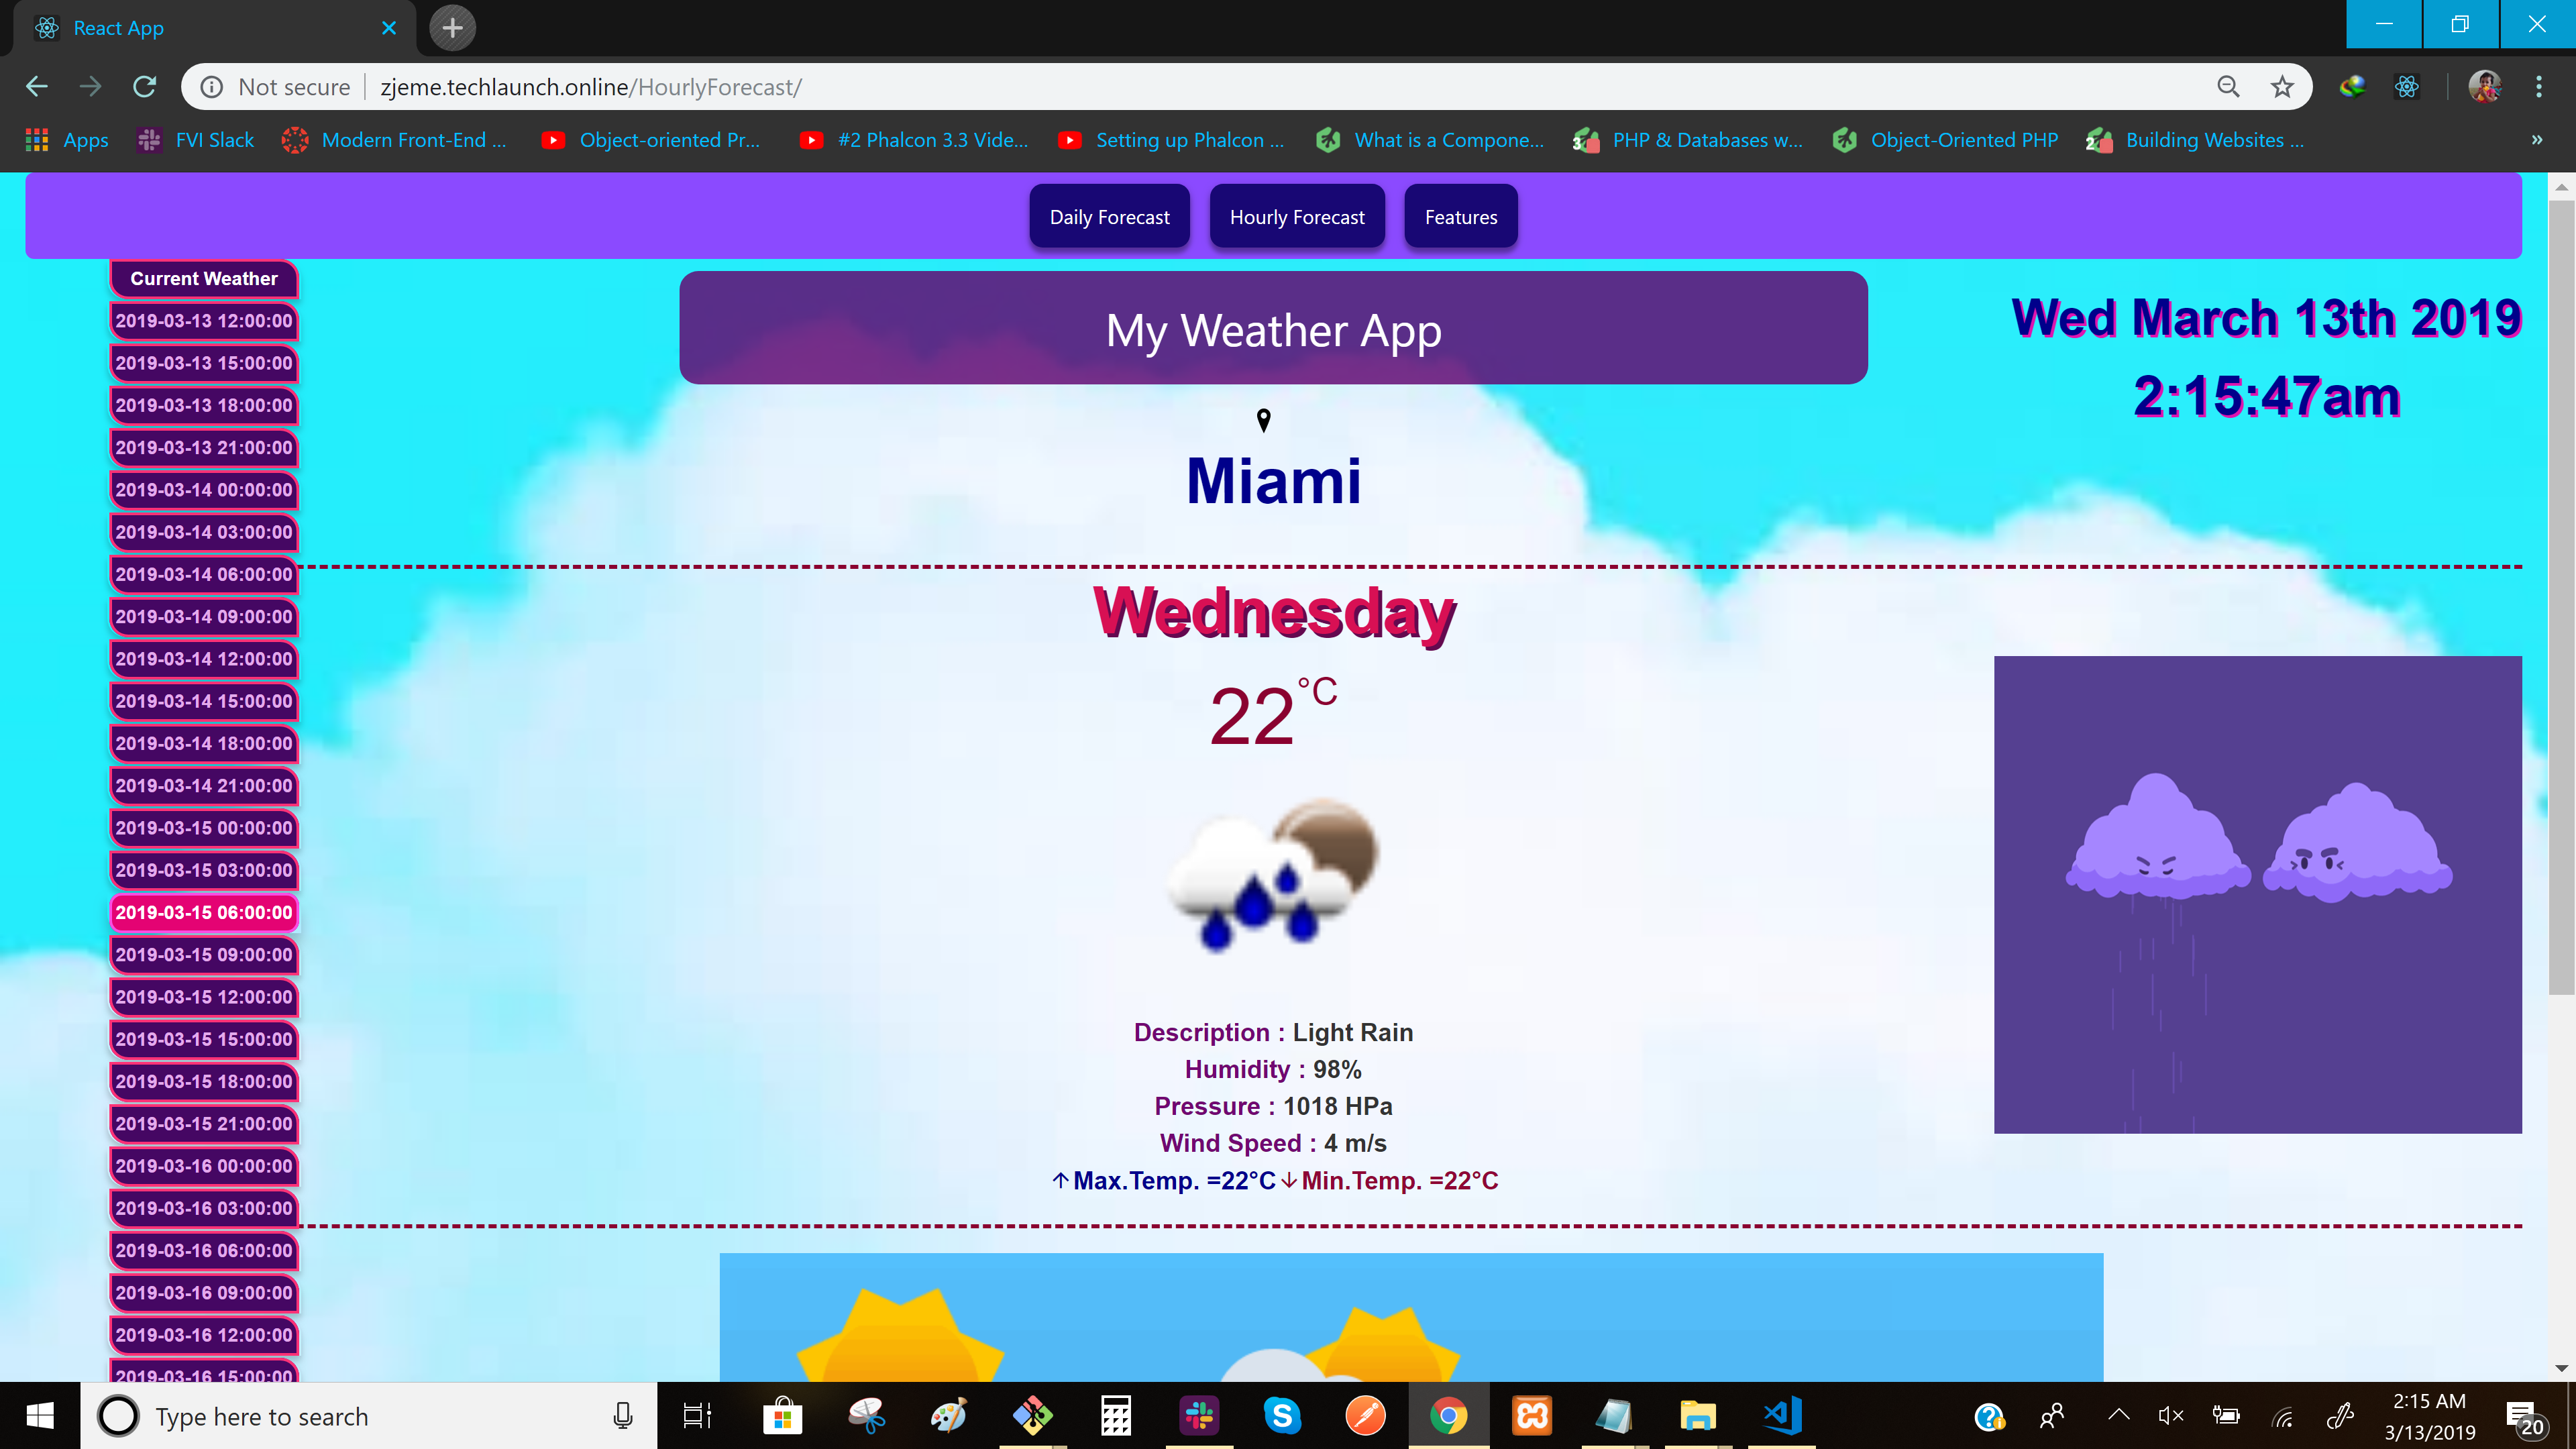 React App
Not secure zjeme.techlaunch.online/HourlyForecast/
Apps FVI Slack Modern Front-End ... Object-oriented Pr... #2 Phalcon 3.3 Vide... Setting up Phalcon ... What is a Compone... PHP & Databases w... Object-Oriented PHP Building Websites ... »
Daily Forecast Hourly Forecast Features
Current Weather
2019-03-13 12:00:00
2019-03-13 15:00:00
2019-03-13 18:00:00
2019-03-13 21:00:00
2019-03-14 00:00:00
2019-03-14 03:00:00
2019-03-14 06:00:00
2019-03-14 09:00:00
2019-03-14 12:00:00
2019-03-14 15:00:00
2019-03-14 18:00:00
2019-03-14 21:00:00
2019-03-15 00:00:00
2019-03-15 03:00:00
2019-03-15 06:00:00
2019-03-15 09:00:00
2019-03-15 12:00:00
2019-03-15 15:00:00
2019-03-15 18:00:00
2019-03-15 21:00:00
2019-03-16 00:00:00
2019-03-16 03:00:00
2019-03-16 06:00:00
2019-03-16 09:00:00
2019-03-16 12:00:00
2019-03-16 15:00:00
My Weather App
Wed March 13th 2019
2:15:47am
Miami
Wednesday
22°C
Description : Light Rain
Humidity : 98%
Pressure : 1018 HPa
Wind Speed : 4 m/s
↑Max.Temp. =22°C↓Min.Temp. =22°C
Type here to search
2:15 AM
3/13/2019
20